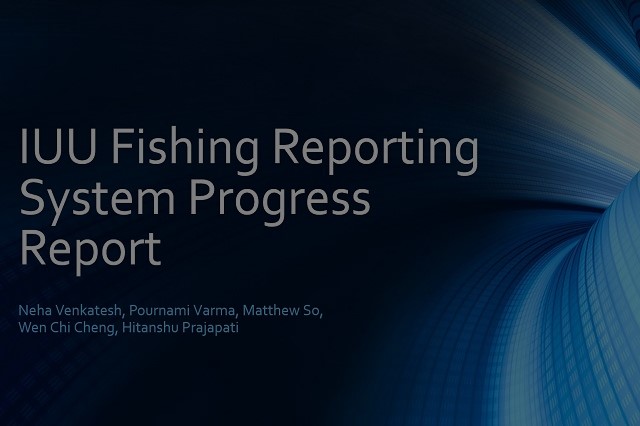 IUU Fishing Reporting
System Progress
Report
Neha Venkatesh, Pournami Varma, Matthew So,
Wen Chi Cheng, Hitanshu Prajapati